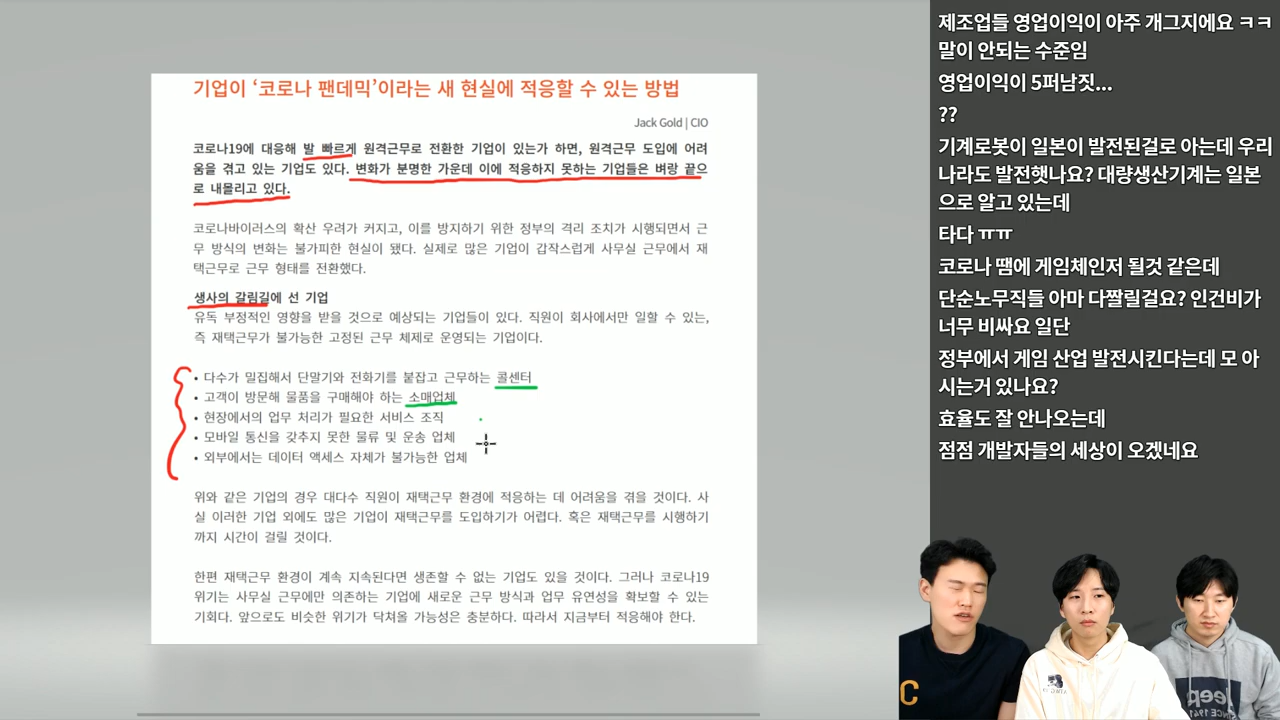 기업이 ‘코로나 팬데믹’이라는 새 현실에 적응할 수 있는 방법
Jack Gold | CIO
코로나19에 대응해 발 빠르게 원격근무로 전환한 기업이 있는가 하면, 원격근무 도입에 어려
움을 겪고 있는 기업도 있다. 변화가 분명한 가운데 이에 적응하지 못하는 기업들은 벼랑 끝으
로 내몰리고 있다.
코로나바이러스의 확산 우려가 커지고, 이를 방지하기 위한 정부의 격리 조치가 시행되면서 근
무 방식의 변화는 불가피한 현실이 됐다. 실제로 많은 기업이 갑작스럽게 사무실 근무에서 재
택근무로 근무 형태를 전환했다.
생사의 갈림길에 선 기업
유독 부정적인 영향을 받을 것으로 예상되는 기업들이 있다. 직원이 회사에서만 일할 수 있는,
즉 재택근무가 불가능한 고정된 근무 체제로 운영되는 기업이다.
• 다수가 밀집해서 단말기와 전화기를 붙잡고 근무하는 콜센터
• 고객이 방문해 물품을 구매해야 하는 소매업체
• 현장에서의 업무 처리가 필요한 서비스 조직
• 모바일 통신을 갖추지 못한 물류 및 운송 업체
• 외부에서는 데이터 액세스 자체가 불가능한 업체
위와 같은 기업의 경우 대다수 직원이 재택근무 환경에 적응하는 데 어려움을 겪을 것이다. 사
실 이러한 기업 외에도 많은 기업이 재택근무를 도입하기가 어렵다. 혹은 재택근무를 시행하기
까지 시간이 걸릴 것이다.
한편 재택근무 환경이 계속 지속된다면 생존할 수 없는 기업도 있을 것이다. 그러나 코로나19
위기는 사무실 근무에만 의존하는 기업에 새로운 근무 방식과 업무 유연성을 확보할 수 있는
기회다. 앞으로도 비슷한 위기가 닥쳐올 가능성은 충분하다. 따라서 지금부터 적응해야 한다.
제조업들 영업이익이 아주 개그지에요 ㅋㅋ
말이 안되는 수준임
영업이익이 5퍼남짓...
??
기계로봇이 일본이 발전된걸로 아는데 우리
나라도 발전햇나요? 대량생산기계는 일본
으로 알고 있는데
타다 ㅠㅠ
코로나 땜에 게임체인저 될것 같은데
단순노무직들 아마 다짤릴걸요? 인건비가
너무 비싸요 일단
정부에서 게임 산업 발전시킨다는데 모 아
시는거 있나요?
효율도 잘 안나오는데
점점 개발자들의 세상이 오겠네요
C
Jeep
SINCE 1941